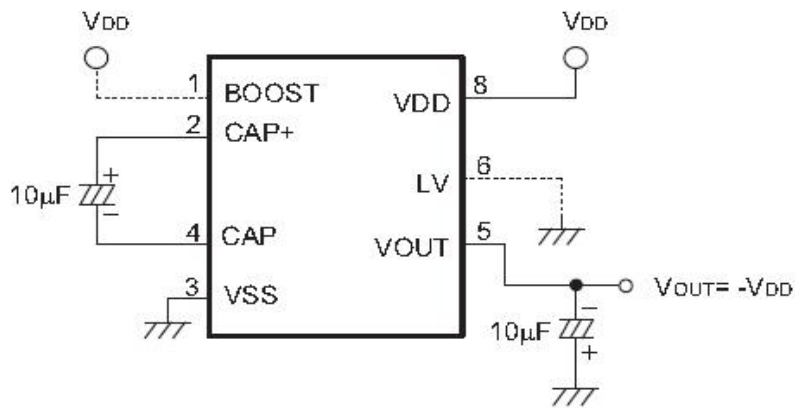 VDD
VDD
1
BOOST
8
VDD
2
CAP+
+
10µF
−
6
LV
4
CAP
5
VOUT
3
VSS
VOUT= -VDD
−
10µF
+